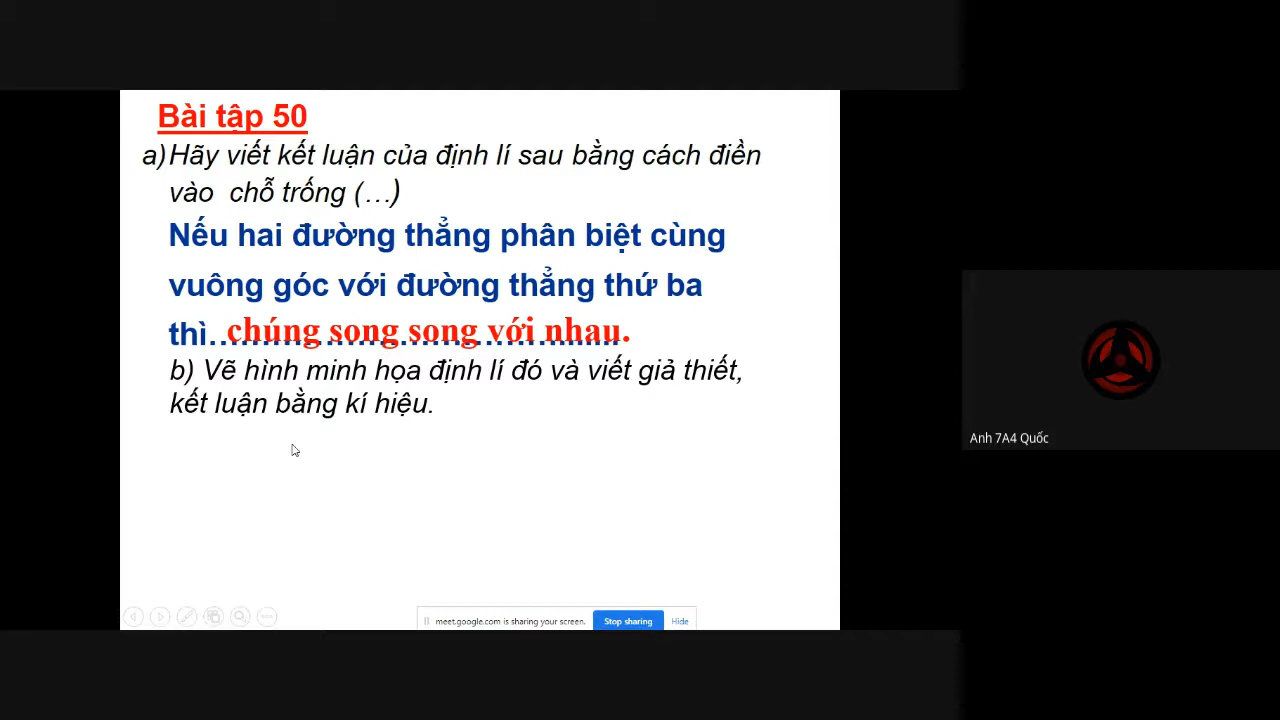 Bài tập 50
a)Hãy viết kết luận của định lí sau bằng cách điền
vào chỗ trống (…)
Nếu hai đường thẳng phân biệt cùng
vuông góc với đường thẳng thứ ba
thì…chúng song song với nhau.
b) Vẽ hình minh họa định lí đó và viết giả thiết,
kết luận bằng kí hiệu.
Anh 7A4 Quốc
meet.google.com is sharing your screen. Stop sharing Hide